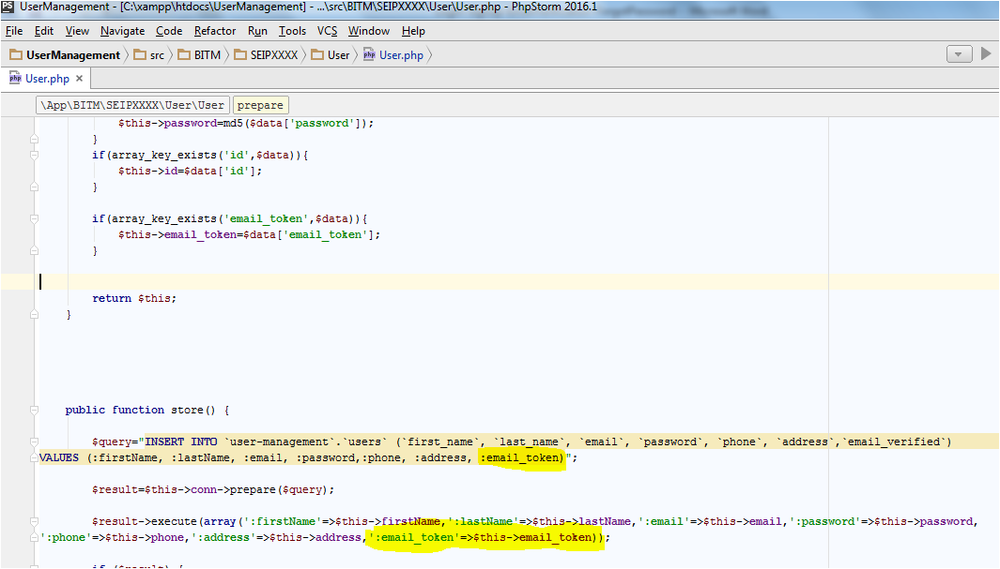 PS UserManagement - [C:\xampp\htdocs\UserManagement] - ...\src\BITM\SEIPXXXX\User\User.php - PhpStorm 2016.1
File Edit View Navigate Code Refactor Run Tools VCS Window Help
UserManagement src BITM SEIPXXXX User php User.php
php User.php ×
\App\BITM\SEIPXXXX\User\User prepare
$this->password=md5($data['password']);
}
if(array_key_exists('id',$data)){
$this->id=$data['id'];
}
if(array_key_exists('email_token',$data)){
$this->email_token=$data['email_token'];
}
return $this;
}
public function store() {
$query="INSERT INTO `user-management`.`users` (`first_name`, `last_name`, `email`, `password`, `phone`, `address`,`email_verified`)
VALUES (:firstName, :lastName, :email, :password,:phone, :address, :email_token)";
$result=$this->conn->prepare($query);
$result->execute(array(':firstName'=>$this->firstName,':lastName'=>$this->lastName,':email'=>$this->email,':password'=>$this->password,
':phone'=>$this->phone,':address'=>$this->address,':email_token'=>$this->email_token));
if ($result) {